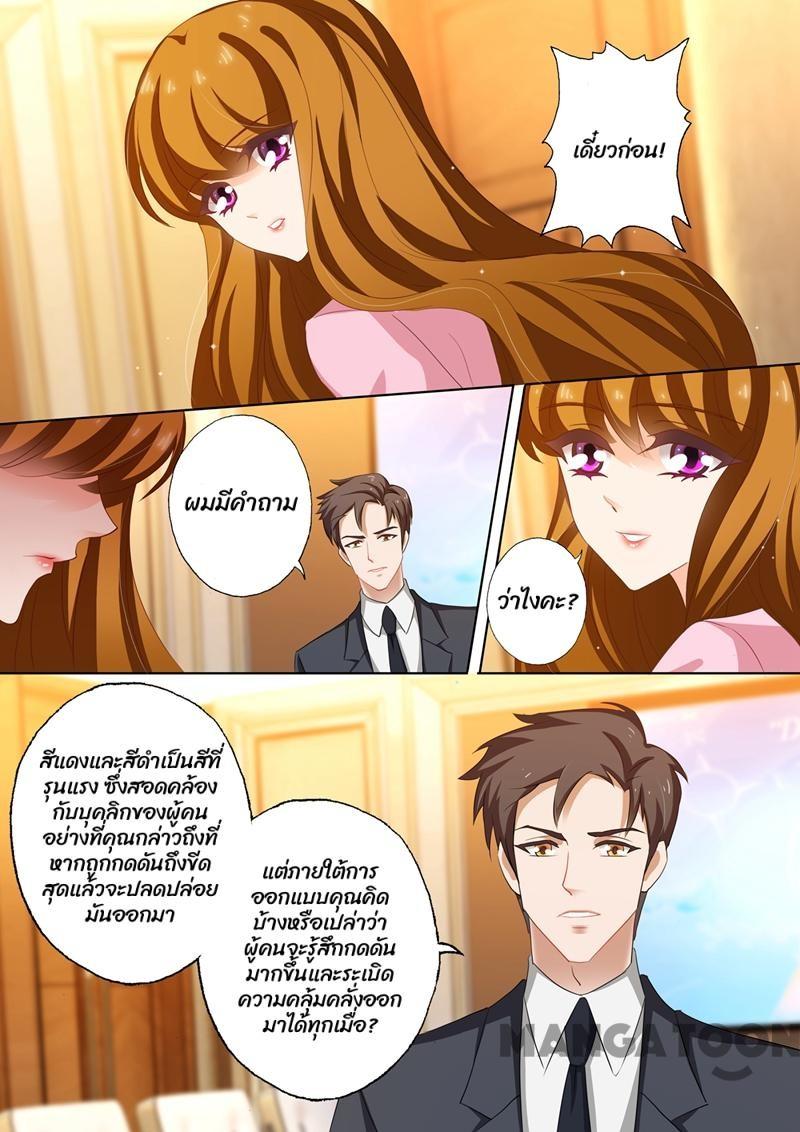 เดี๋ยวก่อน!
ผมมีคำถาม
ว่าไงคะ?
สีแดงและสีดำเป็นสีที่
รุนแรง ซึ่งสอดคล้อง
กับบุคลิกของผู้คน
อย่างที่คุณกล่าวถึงที่
หากถูกกดดันถึงขีด
สุดแล้วจะปลดปล่อย
มันออกมา
แต่ภายใต้การ
ออกแบบคุณคิด
บ้างหรือเปล่าว่า
ผู้คนจะรู้สึกกดดัน
มากขึ้นและระเบิด
ความคลุ้มคลั่งออก
มาได้ทุกเมื่อ?
MANGATOON